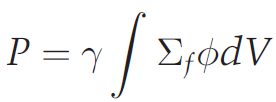 P = γ ∫ Σ_f ϕ dV